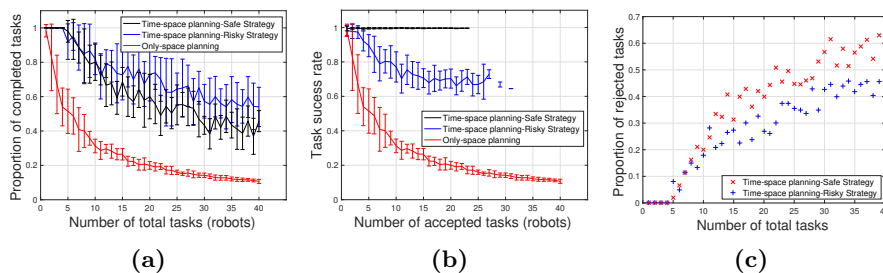 Proportion of completed tasks
1
0.8
0.6
0.4
0.2
0
Time-space planning-Safe Strategy
Time-space planning-Risky Strategy
Only-space planning
0 5 10 15 20 25 30 35 40
Number of total tasks (robots)
(a)
Task sucess rate
1
0.8
0.6
0.4
0.2
0
Time-space planning-Safe Strategy
Time-space planning-Risky Strategy
Only-space planning
0 5 10 15 20 25 30 35 40
Number of accepted tasks (robots)
(b)
Proportion of rejected tasks
0.7
0.6
0.5
0.4
0.3
0.2
0.1
0
Time-space planning-Safe Strategy
Time-space planning-Risky Strategy
0 5 10 15 20 25 30 35 40
Number of total tasks
(c)